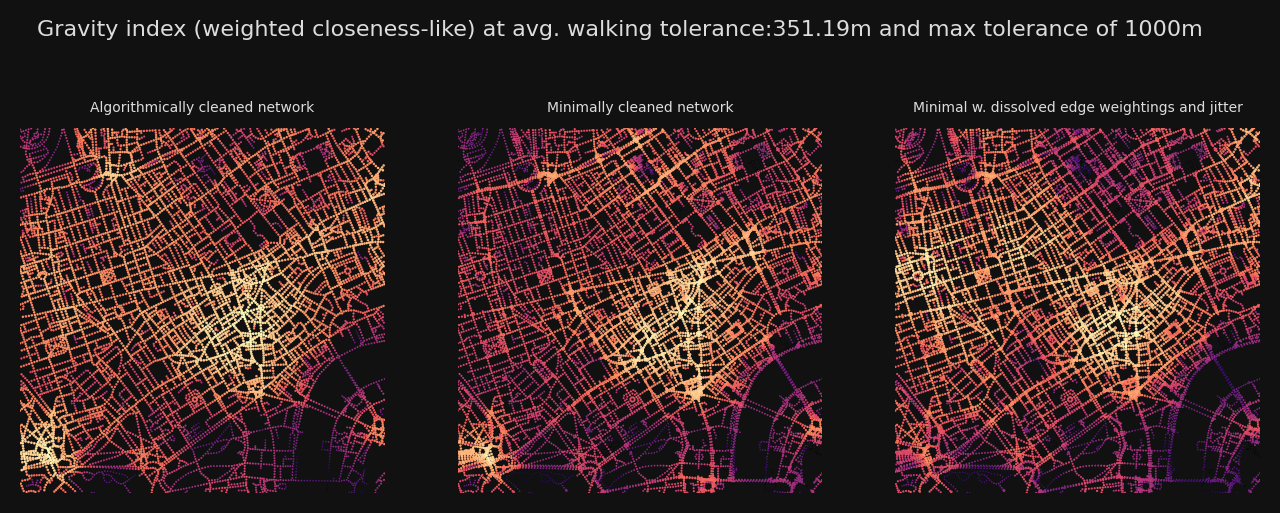 Gravity index (weighted closeness-like) at avg. walking tolerance:351.19m and max tolerance of 1000m
Algorithmically cleaned network
Minimally cleaned network
Minimal w. dissolved edge weightings and jitter